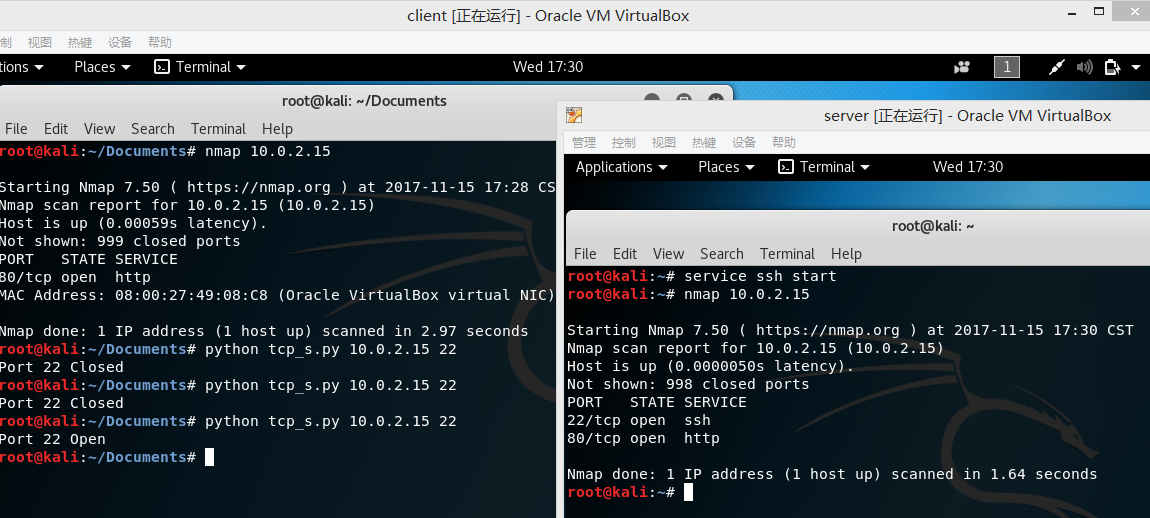 client [正在运行] - Oracle VM VirtualBox
制 视图 热键 设备 帮助
tions Places Terminal Wed 17:30 1
root@kali: ~/Documents
File Edit View Search Terminal Help
root@kali:~/Documents# nmap 10.0.2.15
Starting Nmap 7.50 ( https://nmap.org ) at 2017-11-15 17:28 CS
Nmap scan report for 10.0.2.15 (10.0.2.15)
Host is up (0.00059s latency).
Not shown: 999 closed ports
PORT   STATE SERVICE
80/tcp open  http
MAC Address: 08:00:27:49:08:C8 (Oracle VirtualBox virtual NIC)
Nmap done: 1 IP address (1 host up) scanned in 2.97 seconds
root@kali:~/Documents# python tcp_s.py 10.0.2.15 22
Port 22 Closed
root@kali:~/Documents# python tcp_s.py 10.0.2.15 22
Port 22 Closed
root@kali:~/Documents# python tcp_s.py 10.0.2.15 22
Port 22 Open
root@kali:~/Documents#
server [正在运行] - Oracle VM VirtualBox
管理 控制 视图 热键 设备 帮助
Applications Places Terminal Wed 17:30
root@kali: ~
File Edit View Search Terminal Help
root@kali:~# service ssh start
root@kali:~# nmap 10.0.2.15
Starting Nmap 7.50 ( https://nmap.org ) at 2017-11-15 17:30 CST
Nmap scan report for 10.0.2.15 (10.0.2.15)
Host is up (0.0000050s latency).
Not shown: 998 closed ports
PORT   STATE SERVICE
22/tcp open  ssh
80/tcp open  http
Nmap done: 1 IP address (1 host up) scanned in 1.64 seconds
root@kali:~#